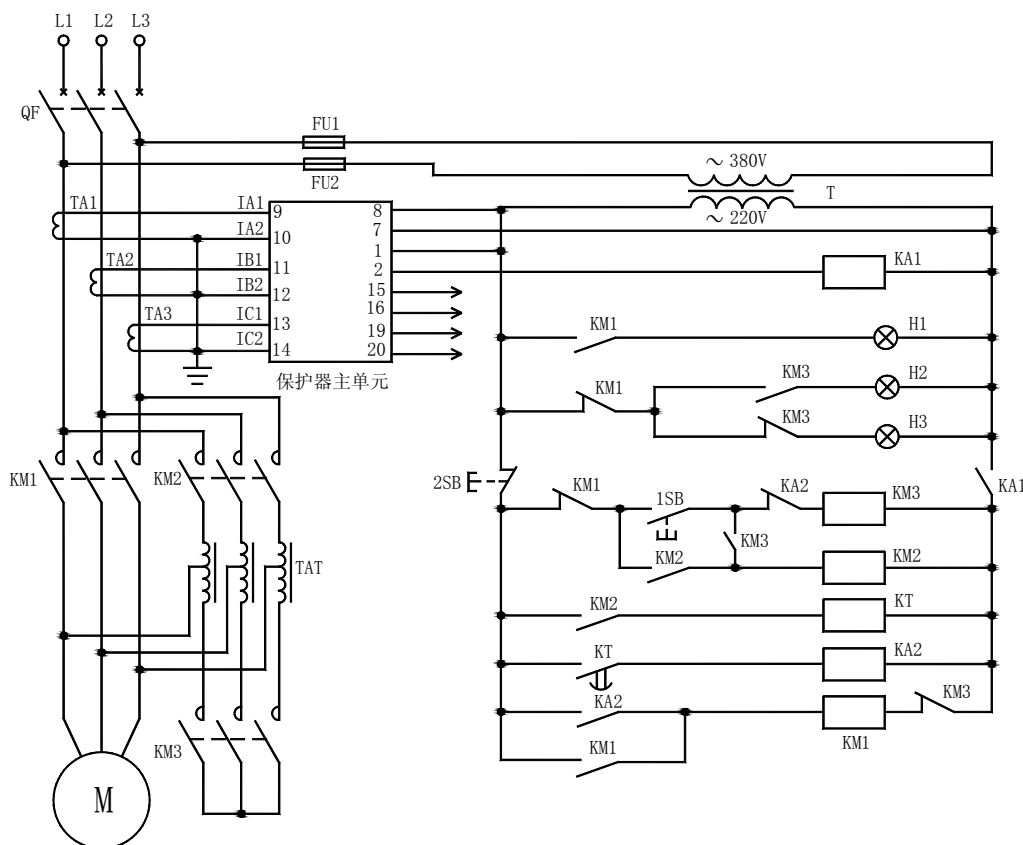 L1 L2 L3
QF
FU1
FU2
～380V
T
～220V
TA1 IA1 9 8
IA2 10 7
1
TA2 IB1 11 2 KA1
IB2 12 15
16
TA3 IC1 13 19
IC2 14 20
保护器主单元
KM1 H1
KM1 KM3 H2
KM3 H3
KM1 KM2 2SB KM1 1SB KA2 KM3 KA1
KM3
KM2 KM2
TAT
KM2 KT
KT KA2
KA2 KM3
KM3 KM1 KM1
M